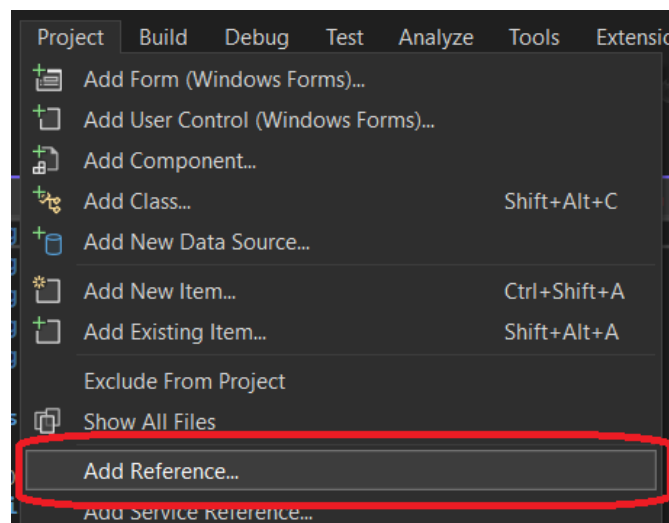 Project Build Debug Test Analyze Tools Extensio
Add Form (Windows Forms)...
Add User Control (Windows Forms)...
Add Component...
Add Class... Shift+Alt+C
Add New Data Source...
Add New Item... Ctrl+Shift+A
Add Existing Item... Shift+Alt+A
Exclude From Project
Show All Files
Add Reference...
Add Service Reference...